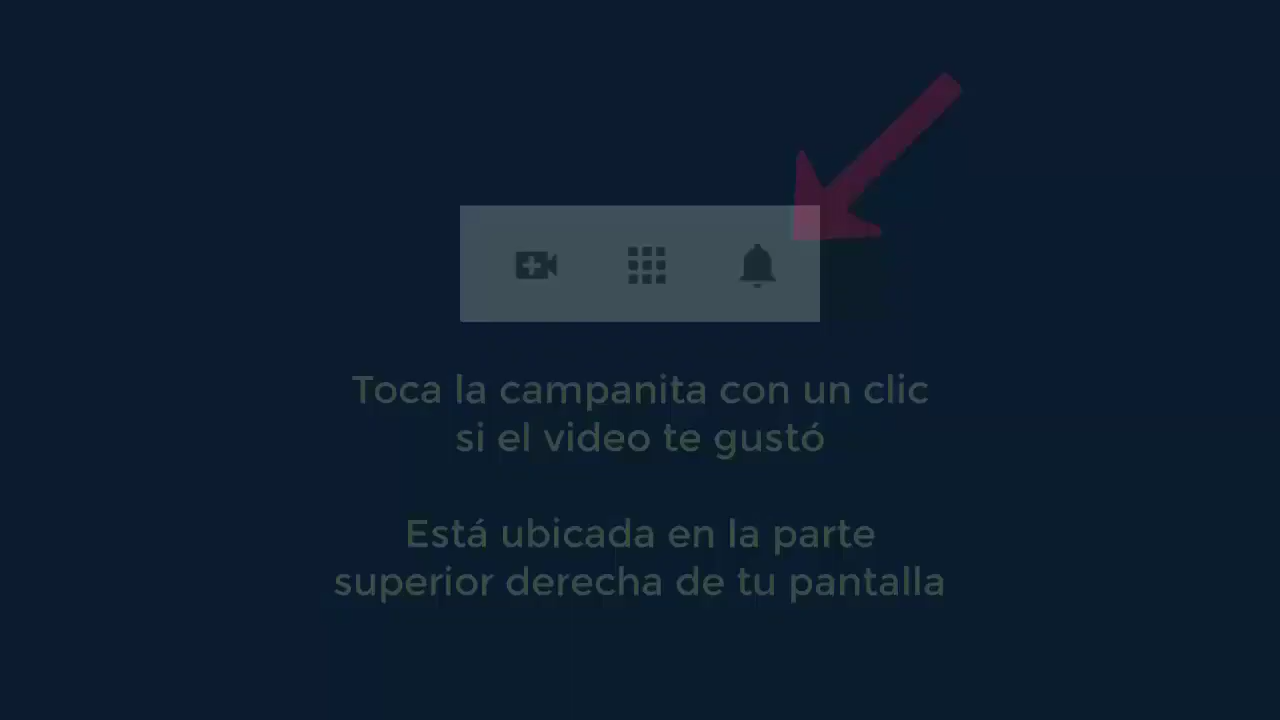 Toca la campanita con un clic
si el video te gustó
Está ubicada en la parte
superior derecha de tu pantalla